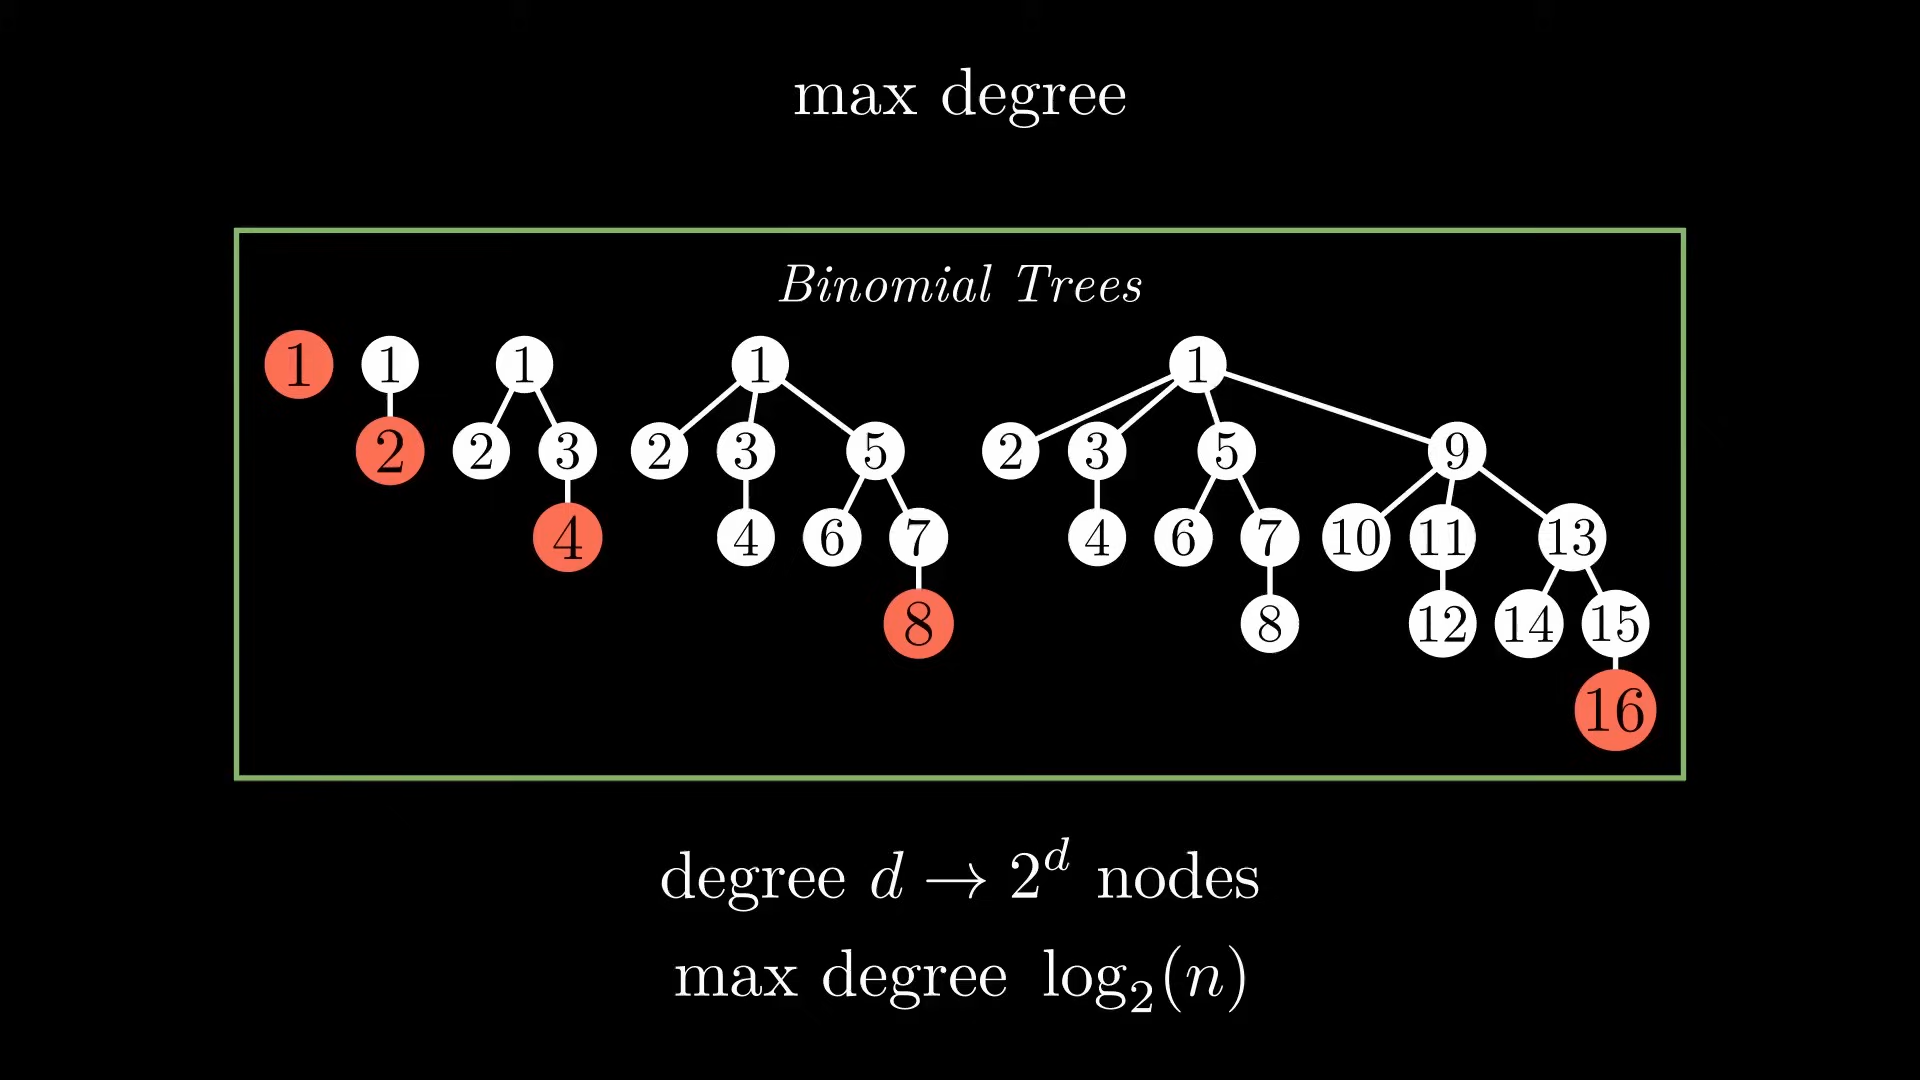 max degree
Binomial Trees
1 1 1 1 1
2 2 3 2 3 5 2 3 5 9
4 4 6 7 4 6 7 10 11 13
8 8 12 14 15
16
degree d → 2^d nodes
max degree log₂(n)